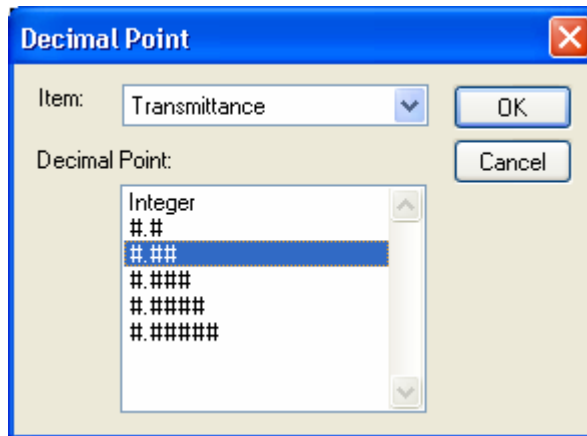 Decimal Point
Item:
Transmittance
OK
Decimal Point:
Cancel
Integer
#.#
#.##
#.###
#.####
#.#####